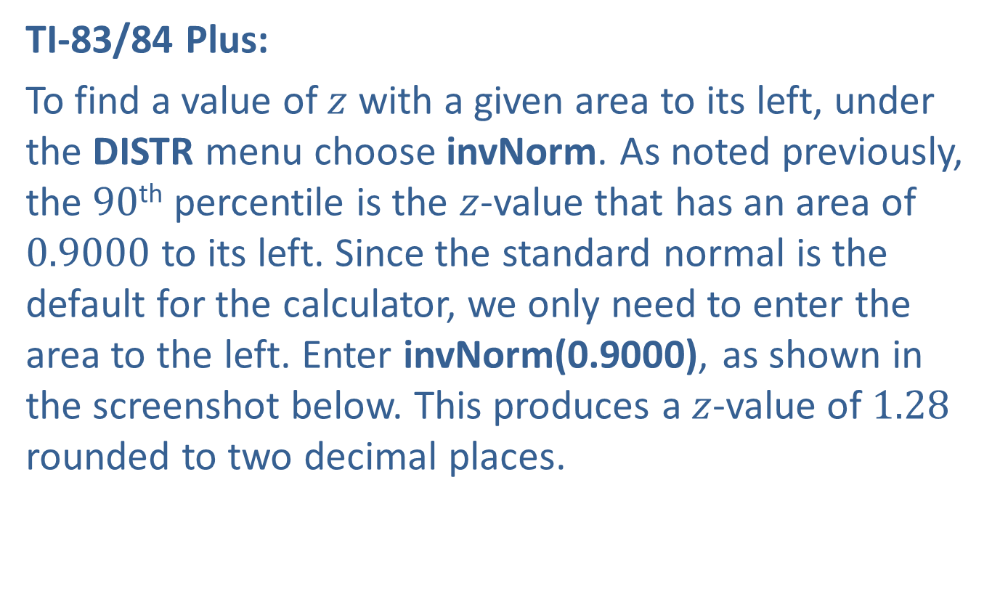 TI-83/84 Plus:
To find a value of z with a given area to its left, under
the DISTR menu choose invNorm. As noted previously,
the 90th percentile is the z-value that has an area of
0.9000 to its left. Since the standard normal is the
default for the calculator, we only need to enter the
area to the left. Enter invNorm(0.9000), as shown in
the screenshot below. This produces a z-value of 1.28
rounded to two decimal places.